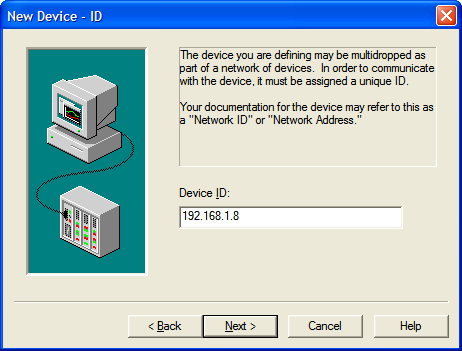 New Device - ID
The device you are defining may be multidropped as
part of a network of devices.  In order to communicate
with the device, it must be assigned a unique ID.
Your documentation for the device may refer to this as
a "Network ID" or "Network Address."
Device ID:
192.168.1.8
< Back
Next >
Cancel
Help